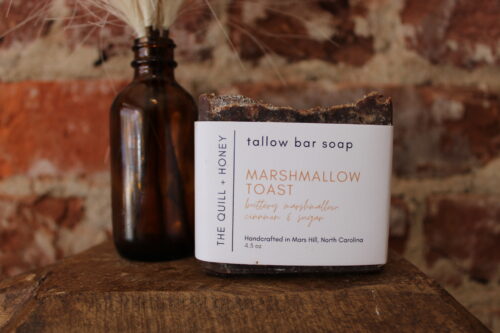 THE QUILL + HONEY
tallow bar soap
MARSHMALLOW
TOAST
buttery marshmallow
cinnamon & sugar
Handcrafted in Mars Hill, North Carolina
4.5 oz